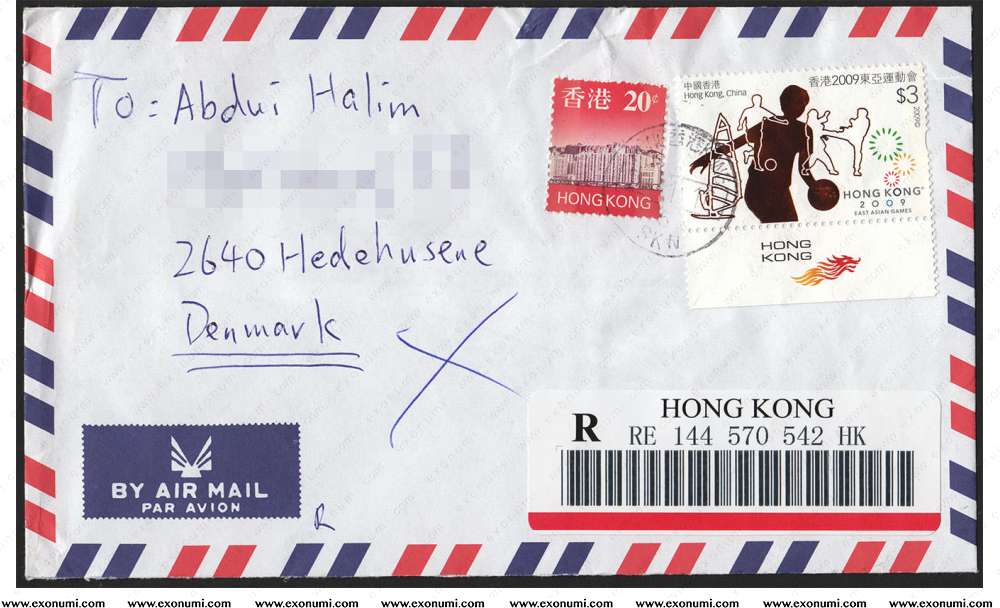 To: Abdul Halim
2640 Hedehusene
Denmark
香港 20¢
HONG KONG
中國香港
Hong Kong, China
香港2009東亞運動會
$3
2009©
HONG KONG
2009
EAST ASIAN GAMES
HONG
KONG
BY AIR MAIL
PAR AVION
R
R
HONG KONG
RE 144 570 542 HK
www.exonumi.com www.exonumi.com www.exonumi.com www.exonumi.com www.exonumi.com www.exonumi.com www.exonumi.com www.exonumi.com